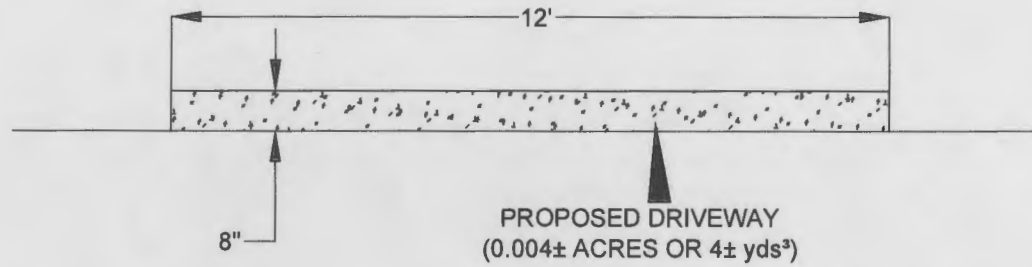 12'
8"
PROPOSED DRIVEWAY
(0.004± ACRES OR 4± yds³)